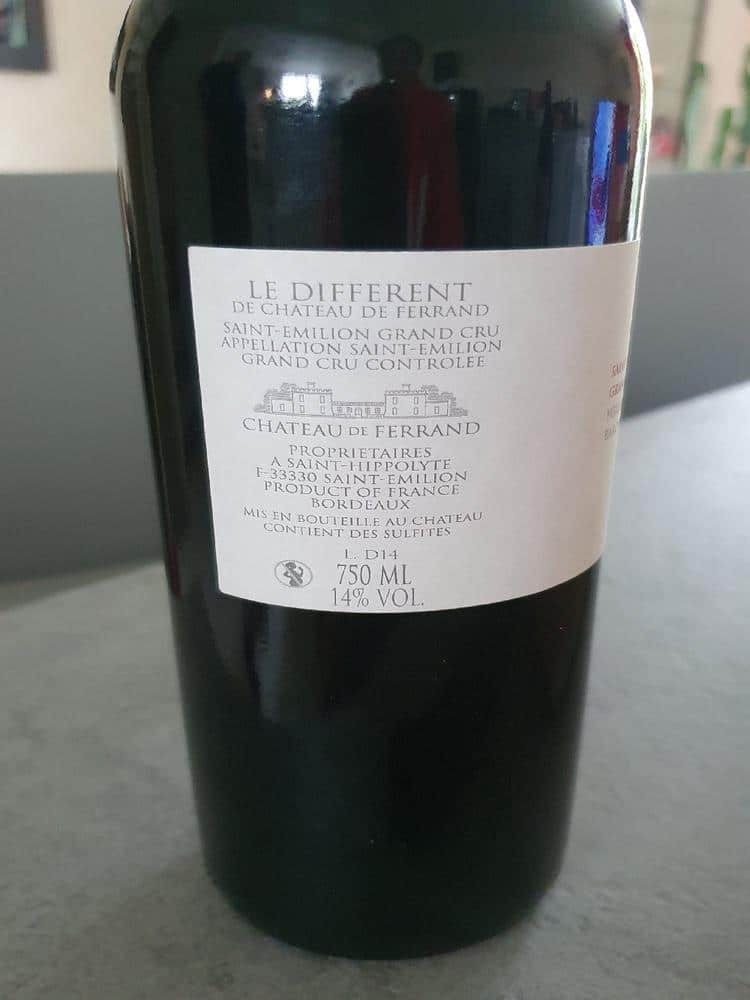 LE DIFFERENT
DE CHATEAU DE FERRAND
SAINT-EMILION GRAND CRU
APPELLATION SAINT-EMILION
GRAND CRU CONTROLEE
CHATEAU DE FERRAND
PROPRIETAIRES
A SAINT-HIPPOLYTE
F-33330 SAINT-EMILION
PRODUCT OF FRANCE
BORDEAUX
MIS EN BOUTEILLE AU CHATEAU
CONTIENT DES SULFITES
L. D14
750 ML
14% VOL.